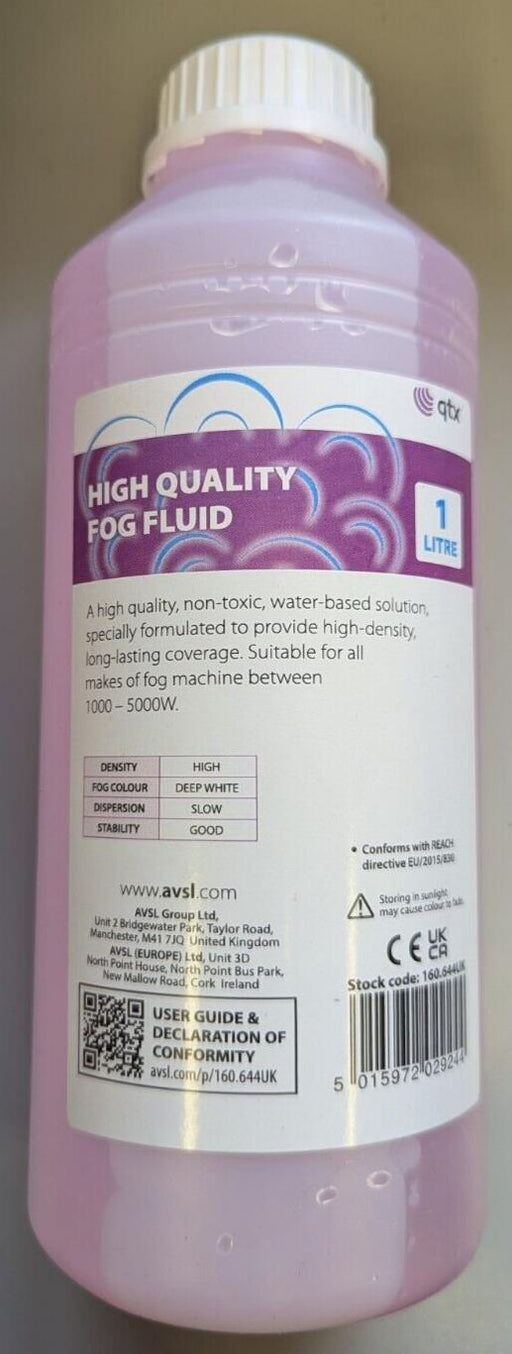 qtx
HIGH QUALITY
FOG FLUID
1
LITRE
A high quality, non-toxic, water-based solution,
specially formulated to provide high-density,
long-lasting coverage. Suitable for all
makes of fog machine between
1000 – 5000W.
DENSITY HIGH
FOG COLOUR DEEP WHITE
DISPERSION SLOW
STABILITY GOOD
• Conforms with REACH
directive EU/2015/830
Storing in sunlight
may cause colour to fade.
www.avsl.com
AVSL Group Ltd,
Unit 2 Bridgewater Park, Taylor Road,
Manchester, M41 7JQ United Kingdom
AVSL (EUROPE) Ltd, Unit 3D
North Point House, North Point Bus Park,
New Mallow Road, Cork Ireland
CE UK
CA
Stock code: 160.644UK
USER GUIDE &
DECLARATION OF
CONFORMITY
avsl.com/p/160.644UK
5 015972 029244